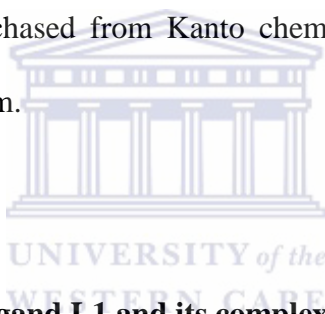 chased from Kanto chem
m.
UNIVERSITY of the
WESTERN CAPE
gand L1 and its complex